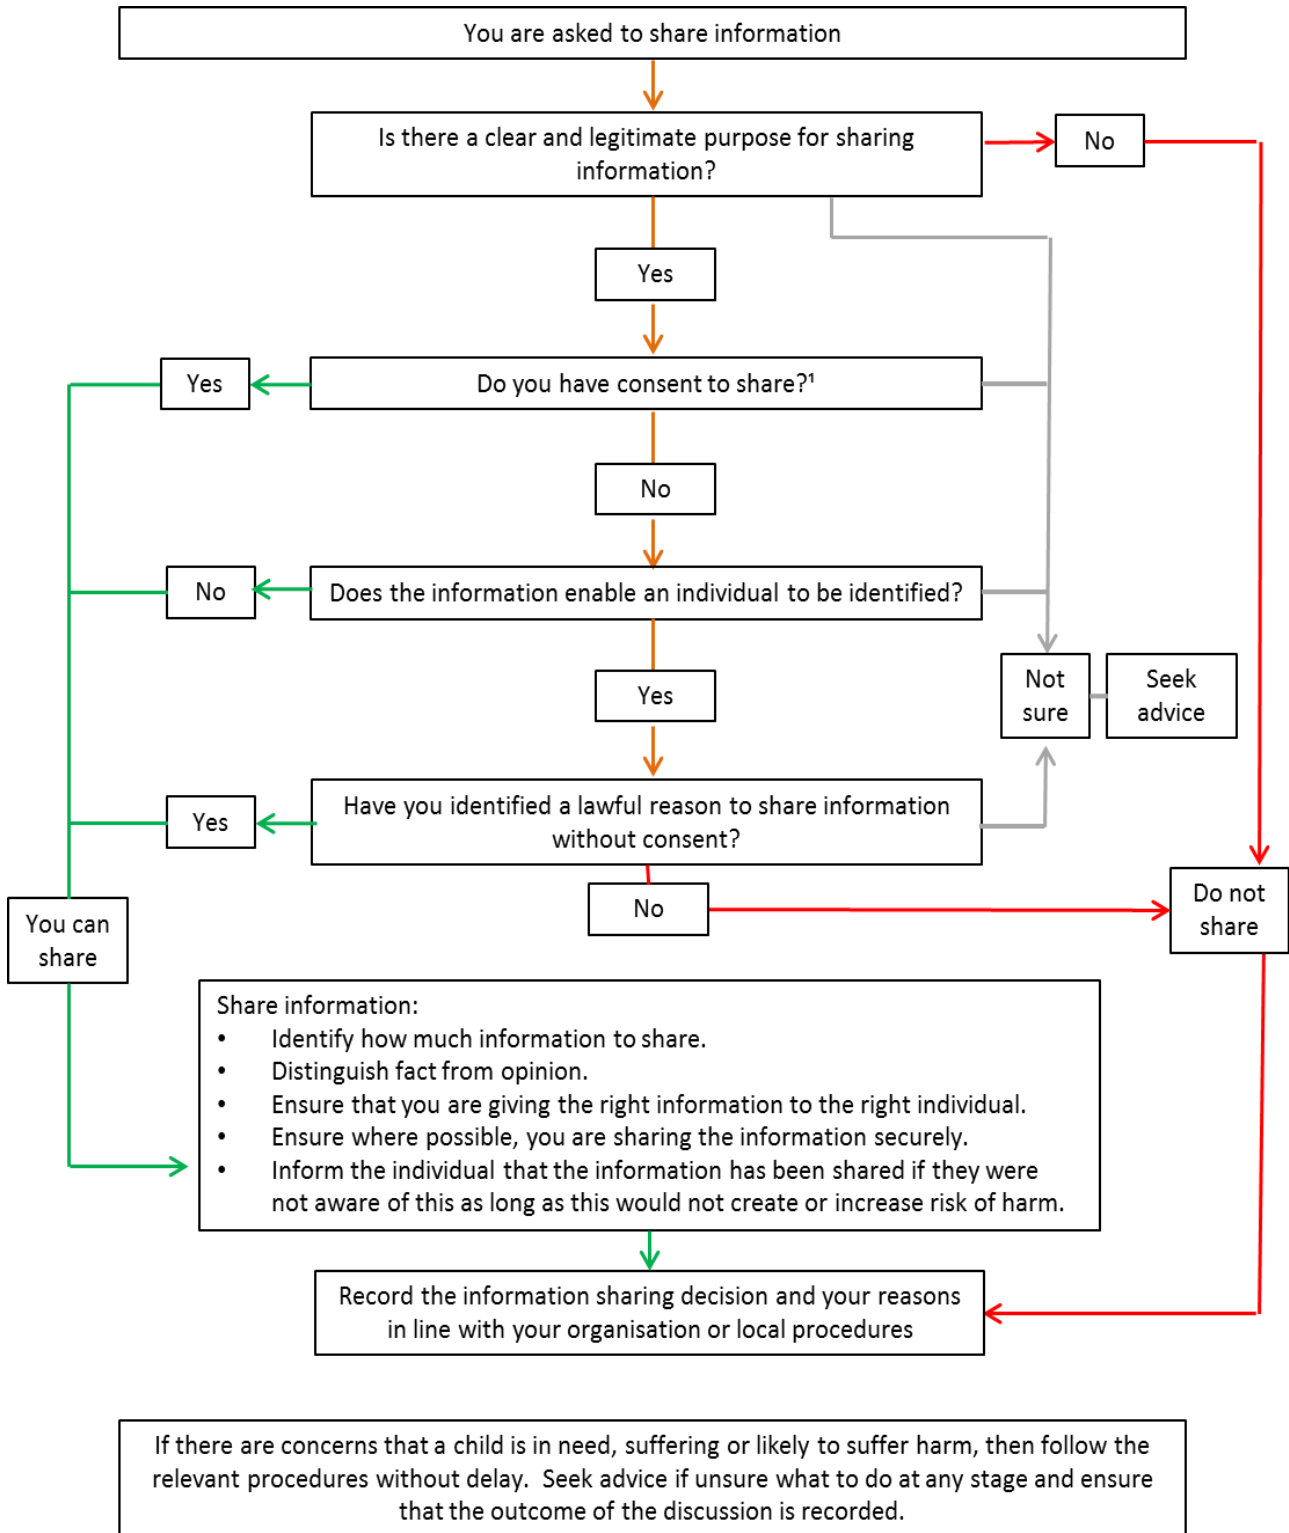 You are asked to share information
Is there a clear and legitimate purpose for sharing
information?
No
Yes
Do you have consent to share?¹
Yes
No
Does the information enable an individual to be identified?
No
Yes
Not
sure
Seek
advice
Have you identified a lawful reason to share information
without consent?
Yes
No
Do not
share
You can
share
Share information:
• Identify how much information to share.
• Distinguish fact from opinion.
• Ensure that you are giving the right information to the right individual.
• Ensure where possible, you are sharing the information securely.
• Inform the individual that the information has been shared if they were
not aware of this as long as this would not create or increase risk of harm.
Record the information sharing decision and your reasons
in line with your organisation or local procedures
If there are concerns that a child is in need, suffering or likely to suffer harm, then follow the
relevant procedures without delay. Seek advice if unsure what to do at any stage and ensure
that the outcome of the discussion is recorded.